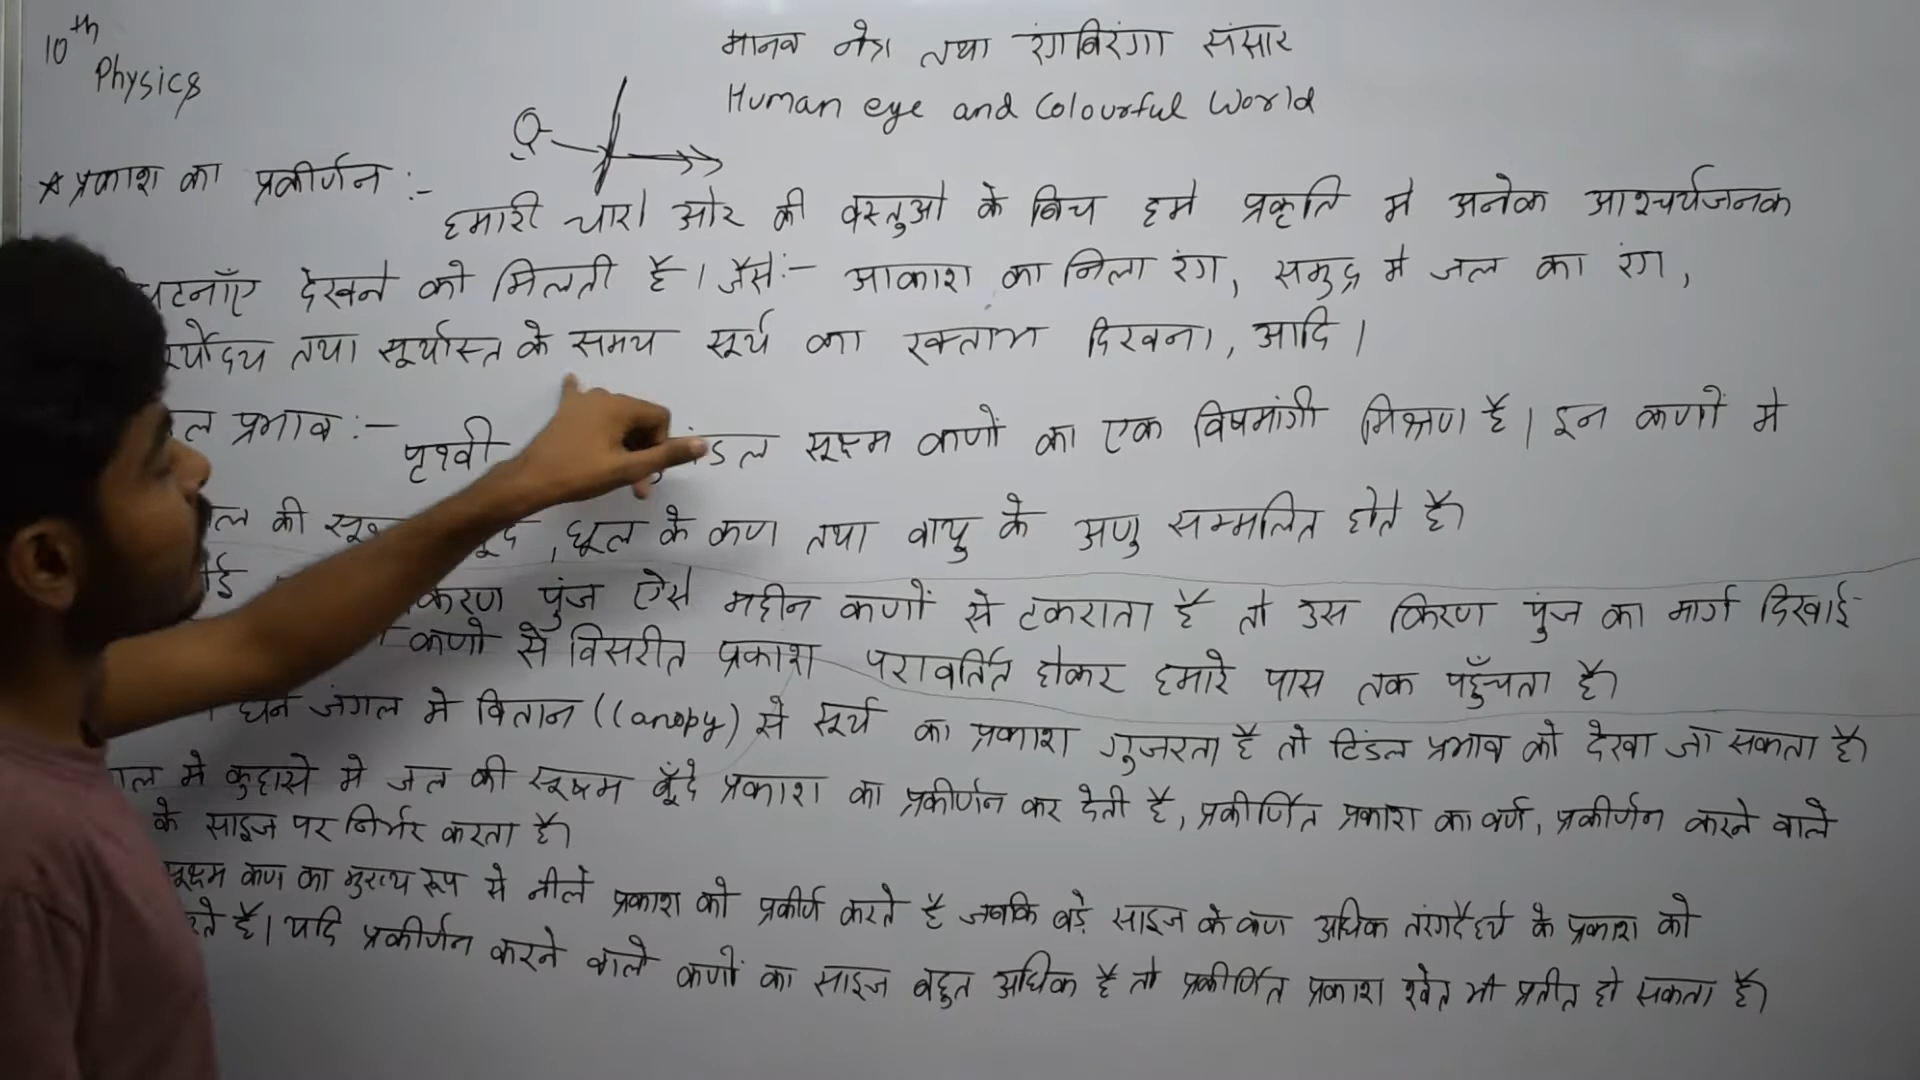 10th
Physics
मानव नेत्र तथा रंगबिरंगा संसार
Human eye and Colourful World
* प्रकाश का प्रकीर्णन :-
हमारी चारो ओर की वस्तुओ के बिच हमे प्रकृति मे अनेक आश्चर्यजनक
घटनाँए देखने को मिलती है। जैसे:- आकाश का निला रंग, समुद्र मे जल का रंग,
तथा सूर्यास्त के समय सूर्य का रक्ताभ दिखना, आदि।
प्रभाव :- पृथ्वी सूक्ष्म कणों का एक विषमांगी मिश्रण है। इन कणों मे
की बूंद, धूल के कण तथा वायु के अणु सम्मलित होते है।
पुंज ऐसे महीन कणों से टकराता है तो उस किरण पुंज का मार्ग दिखाई
कणो से विसरीत प्रकाश परावर्तित होकर हमारे पास तक पहुँचता है।
घने जंगल मे वितान (Canopy) से सूर्य का प्रकाश गुजरता है तो टिंडल प्रभाव को देखा जा सकता है।
मे कुहासे मे जल की सूक्ष्म बूँदे प्रकाश का प्रकीर्णन कर देती है, प्रकीर्णित प्रकाश का वर्ण, प्रकीर्णन करने वाले
के साइज पर निर्भर करता है।
कण का मुख्य रूप से नीले प्रकाश को प्रकीर्ण करते है जबकि बड़े साइज के कण अधिक तरंगदैर्ध्य के प्रकाश को
है। यदि प्रकीर्णन करने वाले कणों का साइज बहुत अधिक है तो प्रकीर्णित प्रकाश श्वेत भी प्रतीत हो सकता है।